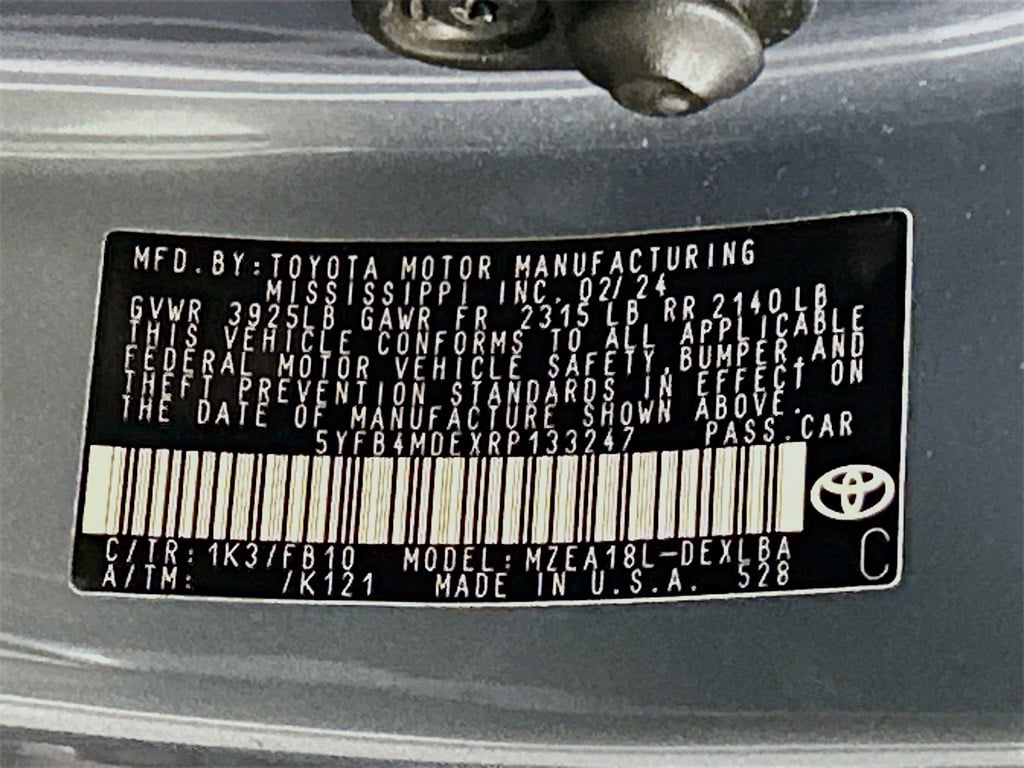 MFD.BY:TOYOTA MOTOR MANUFACTURING
MISSISSIPPI INC. 02/24
GVWR 3925LB GAWR FR 2315LB RR 2140LB
THIS VEHICLE CONFORMS TO ALL APPLICABLE
FEDERAL MOTOR VEHICLE SAFETY,BUMPER,AND
THEFT PREVENTION STANDARDS IN EFFECT ON
THE DATE OF MANUFACTURE SHOWN ABOVE.
5YFB4MDEXRP133247 PASS.CAR
C/TR:1K3/FB10 MODEL:MZEA18L-DEXLBA
A/TM: /K121 MADE IN U.S.A. 528
C